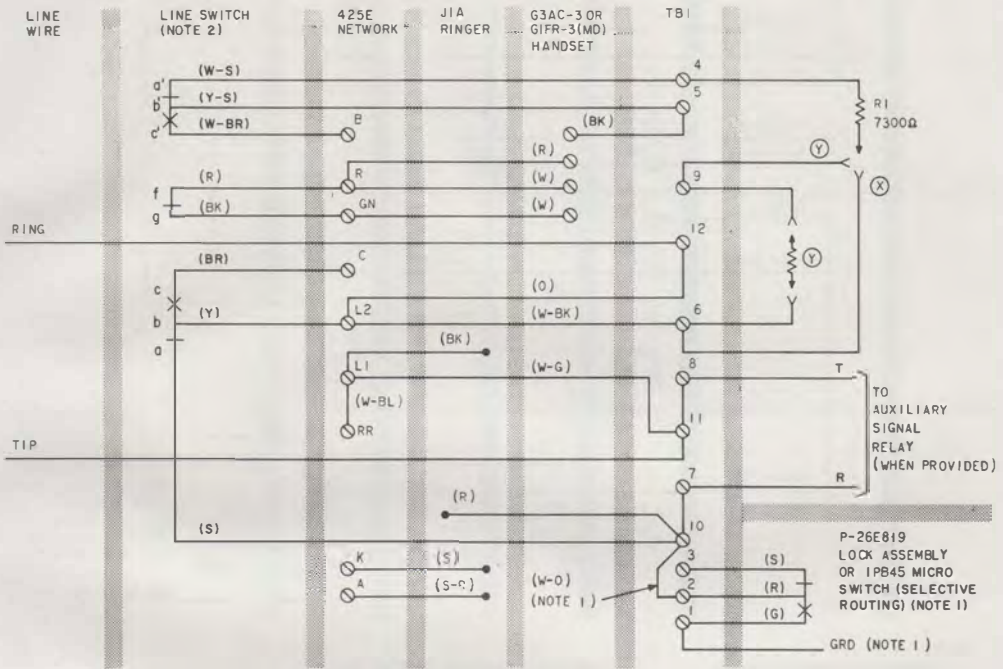 LINE WIRE
LINE SWITCH (NOTE 2)
425E NETWORK
JIA RINGER
G3AC-3 OR GIFR-3(MD) HANDSET
TBI
a'
(W-S)
4
b'
(Y-S)
5
c'
(W-BR)
B
(BK)
R1
7300Ω
(R)
Y
f
(R)
R
(W)
9
X
g
(BK)
GN
(W)
RING
12
(BR)
C
Y
c
(O)
b
(Y)
L2
(W-BK)
6
a
(BK)
L1
(W-G)
8
T
(W-BL)
TO AUXILIARY SIGNAL RELAY (WHEN PROVIDED)
RR
11
TIP
7
R
(R)
(S)
10
P-26E819 LOCK ASSEMBLY OR IPB45 MICRO SWITCH (SELECTIVE ROUTING) (NOTE 1)
K
(S)
3
(S)
A
(W-O)
(NOTE 1)
2
(R)
1
(G)
GRD (NOTE 1)